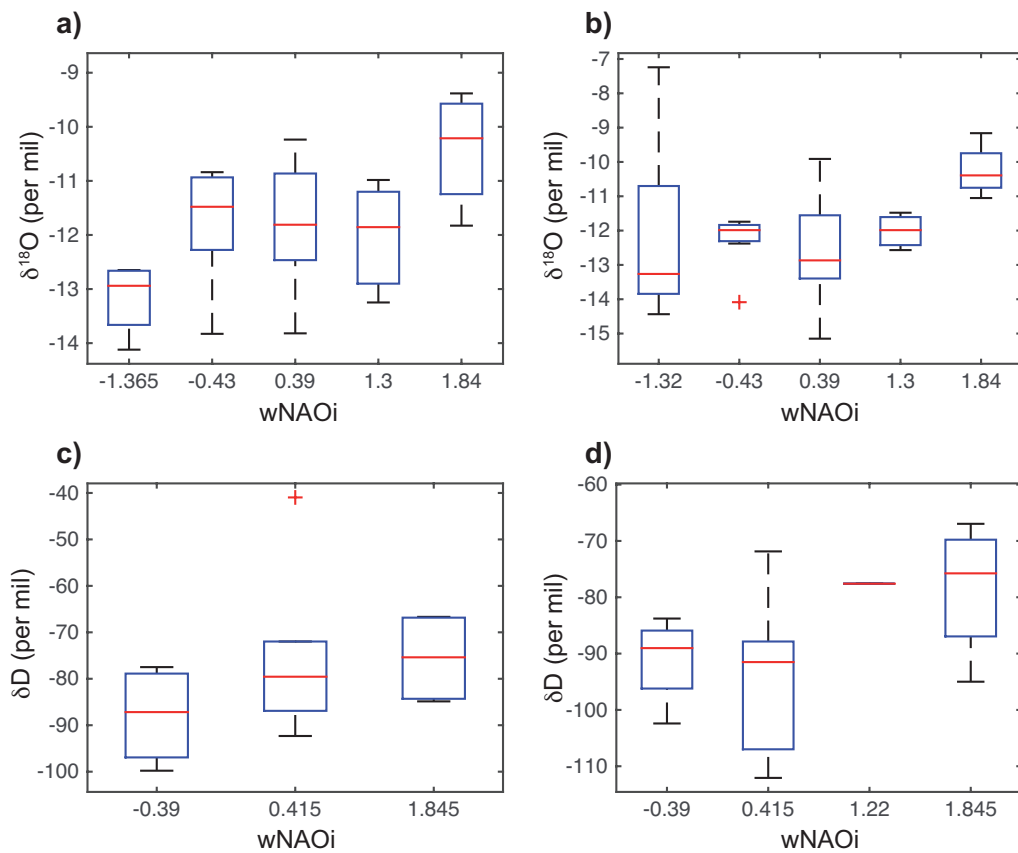 a)
-9
-10
-11
-12
-13
-14
δ18O (per mil)
-1.365 -0.43 0.39 1.3 1.84
wNAOi
b)
-7
-8
-9
-10
-11
-12
-13
-14
-15
δ18O (per mil)
-1.32 -0.43 0.39 1.3 1.84
wNAOi
c)
-40
-50
-60
-70
-80
-90
-100
δD (per mil)
-0.39 0.415 1.845
wNAOi
d)
-60
-70
-80
-90
-100
-110
δD (per mil)
-0.39 0.415 1.22 1.845
wNAOi